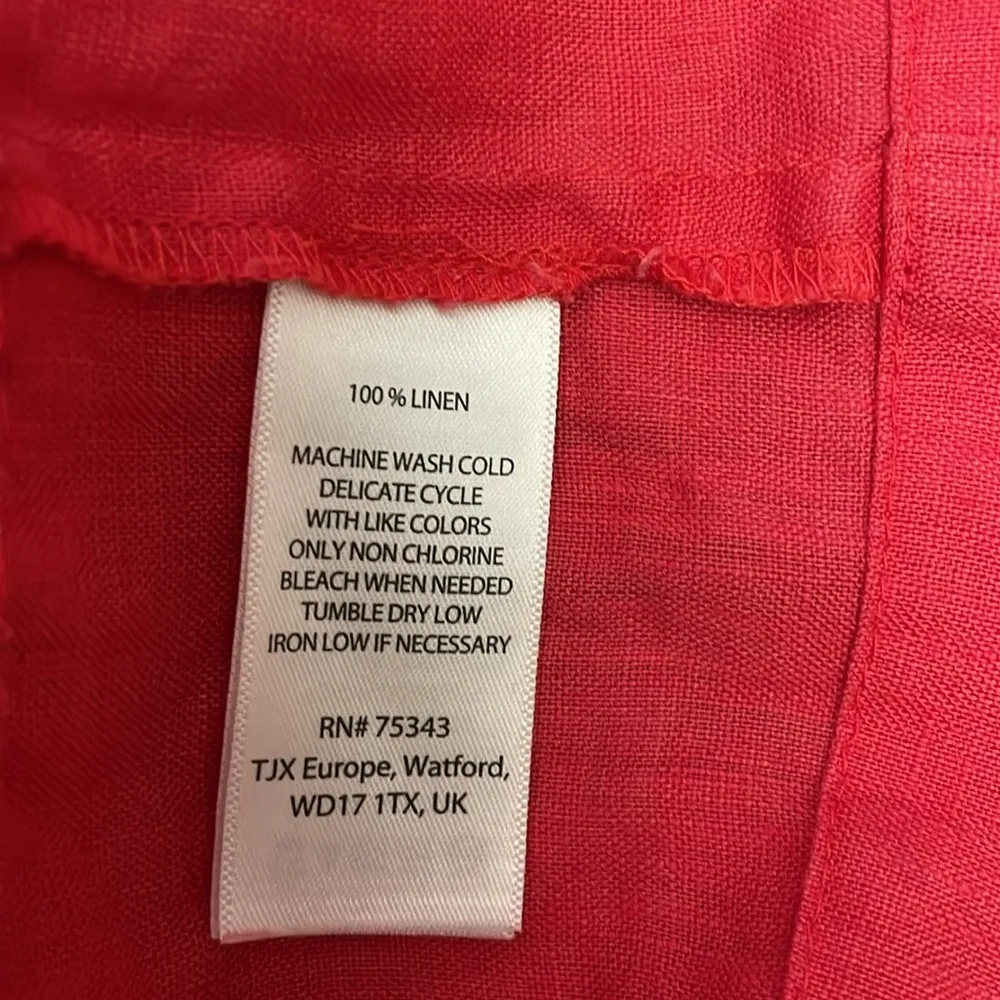 100 % LINEN
MACHINE WASH COLD
DELICATE CYCLE
WITH LIKE COLORS
ONLY NON CHLORINE
BLEACH WHEN NEEDED
TUMBLE DRY LOW
IRON LOW IF NECESSARY
RN# 75343
TJX Europe, Watford,
WD17 1TX, UK